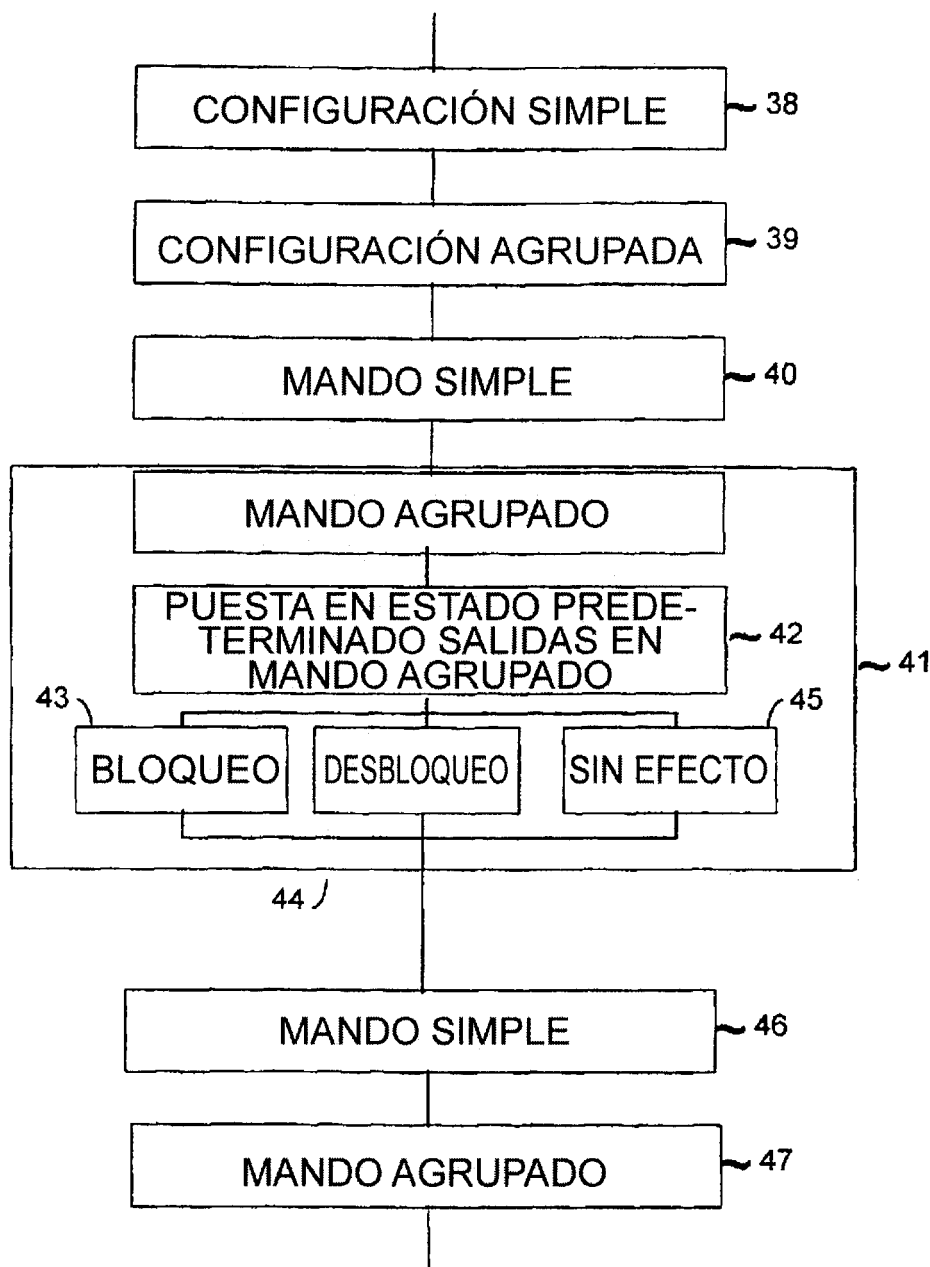 CONFIGURACIÓN SIMPLE
38
CONFIGURACIÓN AGRUPADA
39
MANDO SIMPLE
40
MANDO AGRUPADO
PUESTA EN ESTADO PREDE-
TERMINADO SALIDAS EN
MANDO AGRUPADO
42
41
43
45
BLOQUEO
DESBLOQUEO
SIN EFECTO
44
MANDO SIMPLE
46
MANDO AGRUPADO
47